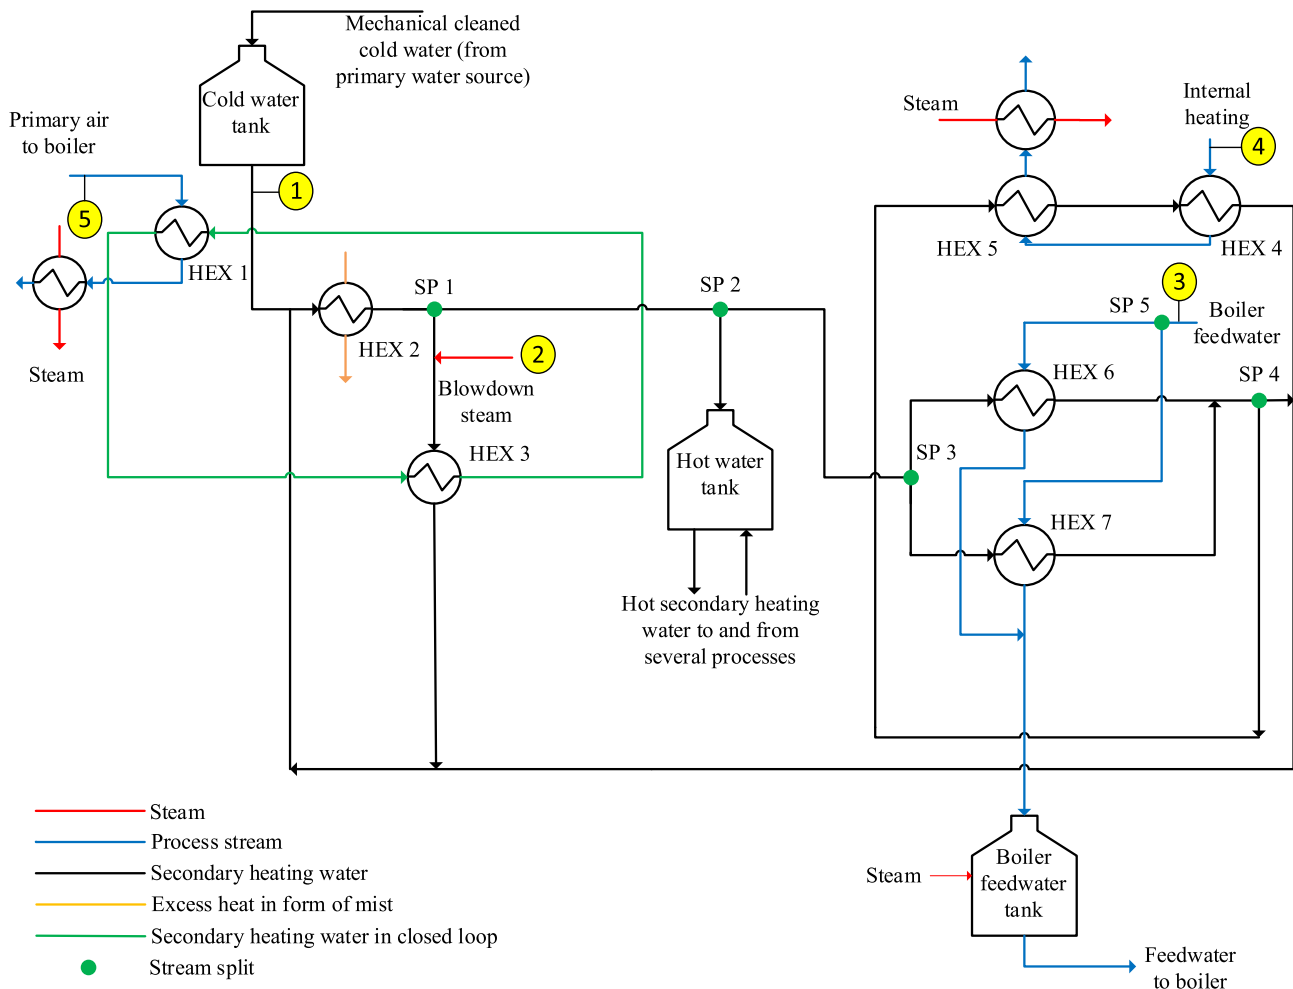 Mechanical cleaned
cold water (from
primary water source)
Cold water
tank
Primary air
to boiler
1
5
HEX 1
Steam
HEX 2
SP 1
2
Blowdown
steam
HEX 3
SP 2
Hot water
tank
Hot secondary heating
water to and from
several processes
Steam
Internal
heating
4
HEX 5
HEX 4
3
SP 5
Boiler
feedwater
HEX 6
SP 4
SP 3
HEX 7
Steam
Boiler
feedwater
tank
Feedwater
to boiler
Steam
Process stream
Secondary heating water
Excess heat in form of mist
Secondary heating water in closed loop
Stream split